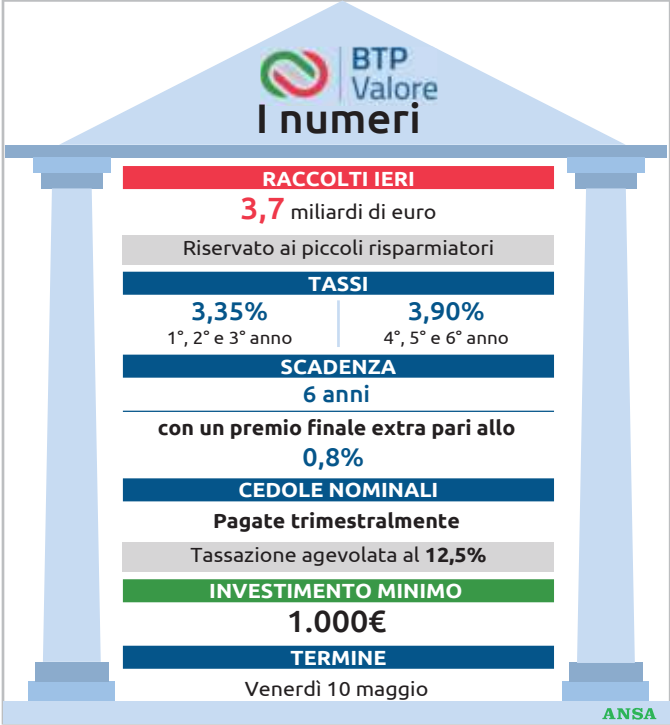 BTP
Valore
I numeri
RACCOLTI IERI
3,7 miliardi di euro
Riservato ai piccoli risparmiatori
TASSI
3,35% 3,90%
1°, 2° e 3° anno 4°, 5° e 6° anno
SCADENZA
6 anni
con un premio finale extra pari allo
0,8%
CEDOLE NOMINALI
Pagate trimestralmente
Tassazione agevolata al 12,5%
INVESTIMENTO MINIMO
1.000€
TERMINE
Venerdì 10 maggio
ANSA